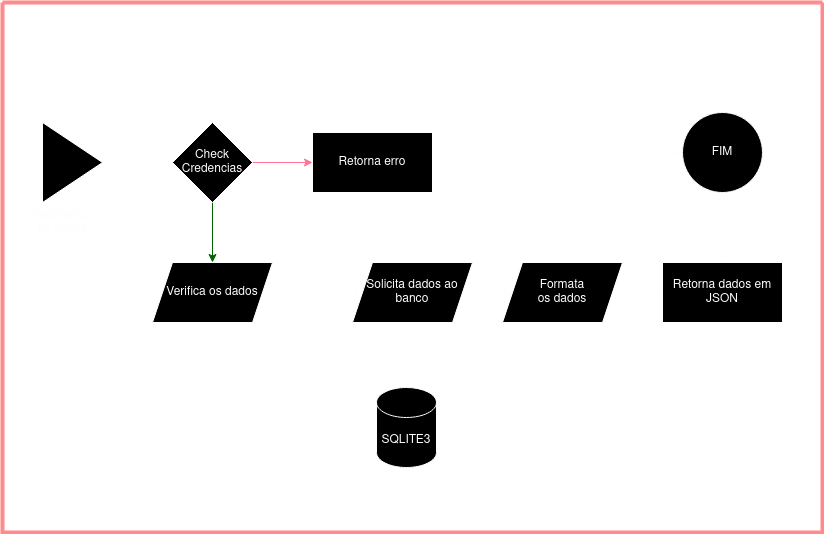 Check
Credencias
Retorna erro
FIM
Verifica os dados
Solicita dados ao
banco
Formata
os dados
Retorna dados em
JSON
SQLITE3